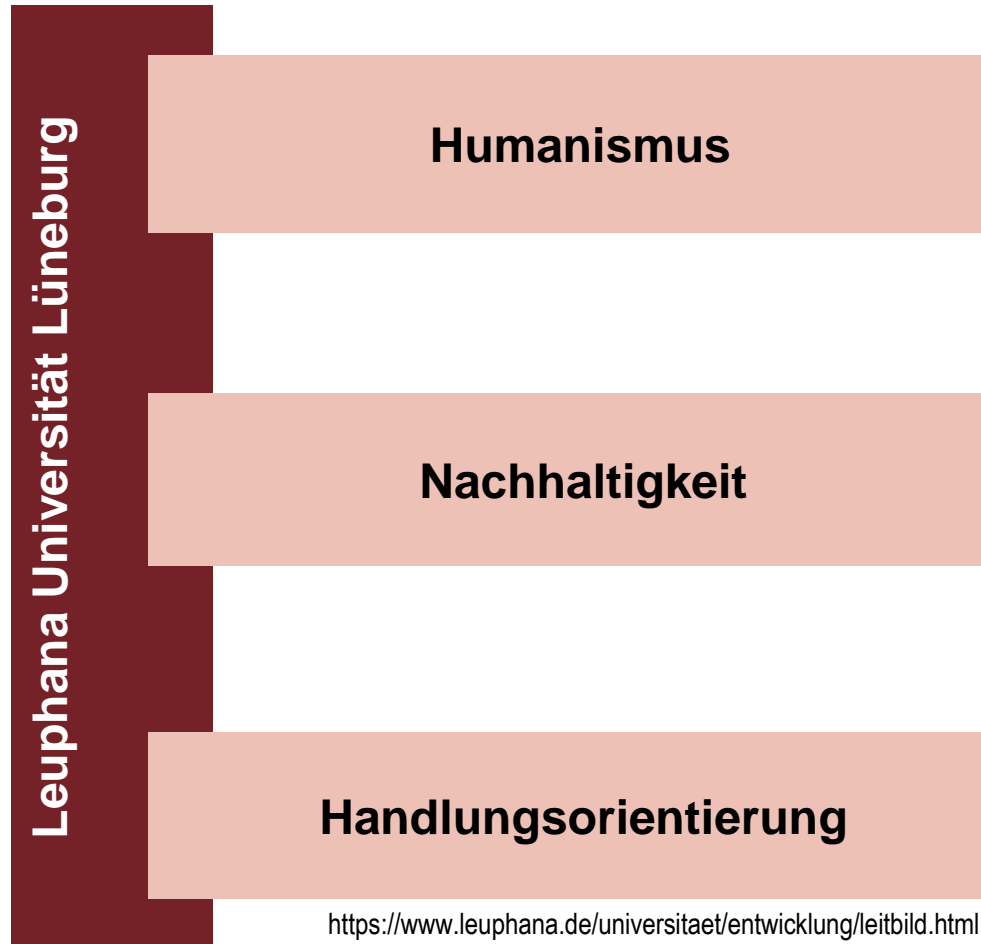 Leuphana Universität Lüneburg
Humanismus
Nachhaltigkeit
Handlungsorientierung
https://www.leuphana.de/universitaet/entwicklung/leitbild.html